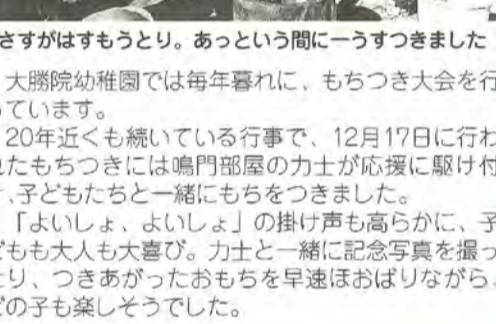 さすがはすもうとり。あっという間に一うすつきました
大勝院幼稚園では毎年暮れに、もちつき大会を行
っています。
20年近くも続いている行事で、12月17日に行わ
れたもちつきには鳴門部屋の力士が応援に駆け付
け、子どもたちと一緒にもちをつきました。
「よいしょ、よいしょ」の掛け声も高らかに、子
どもも大人も大喜び。力士と一緒に記念写真を撮っ
たり、つきあがったおもちを早速ほおばりながら、
どの子も楽しそうでした。